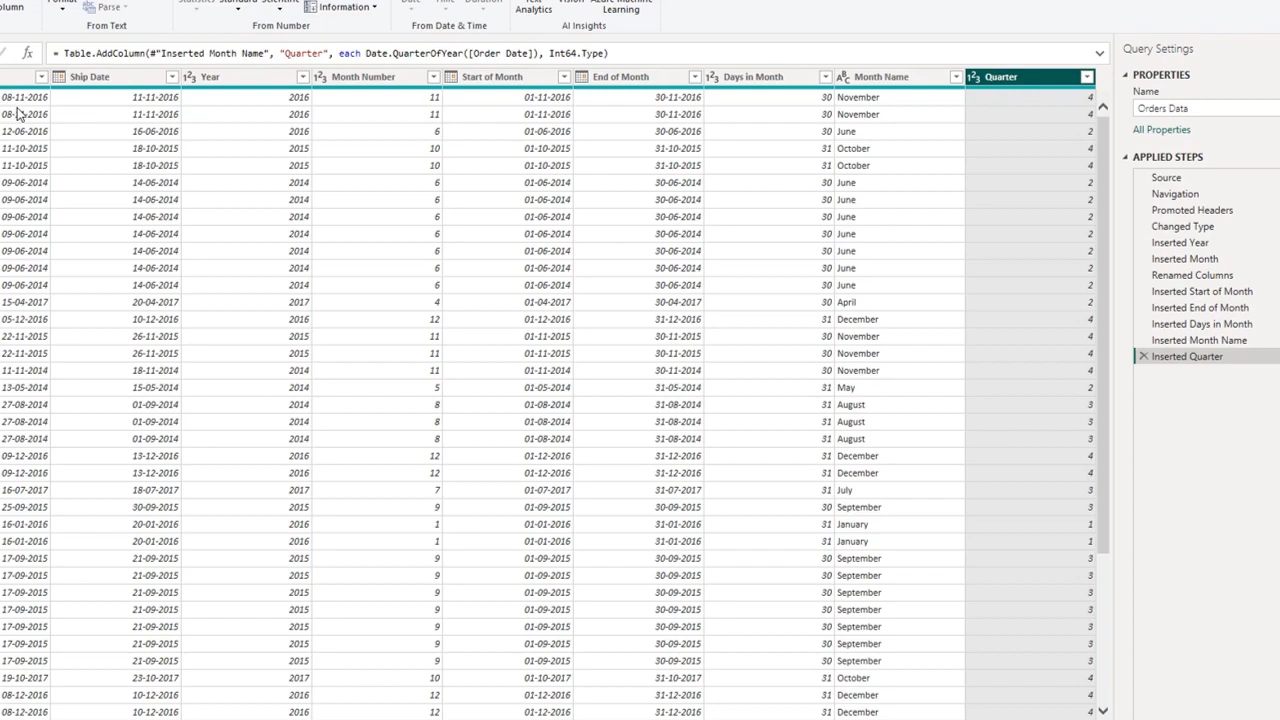 olumn
Format
Parse
From Text
Statistics Standard Scientific
Information
From Number
Date Time Duration
From Date & Time
Text Analytics
Vision
Azure Machine Learning
AI Insights
fx = Table.AddColumn(#"Inserted Month Name", "Quarter", each Date.QuarterOfYear([Order Date]), Int64.Type)
Query Settings
PROPERTIES
Name
Orders Data
All Properties
APPLIED STEPS
Source
Navigation
Promoted Headers
Changed Type
Inserted Year
Inserted Month
Renamed Columns
Inserted Start of Month
Inserted End of Month
Inserted Days in Month
Inserted Month Name
Inserted Quarter
Ship Date 123 Year 123 Month Number Start of Month End of Month 123 Days in Month ABC Month Name 123 Quarter
08-11-2016 11-11-2016 2016 11 01-11-2016 30-11-2016 30 November 4
08- 2016 11-11-2016 2016 11 01-11-2016 30-11-2016 30 November 4
12-06-2016 16-06-2016 2016 6 01-06-2016 30-06-2016 30 June 2
11-10-2015 18-10-2015 2015 10 01-10-2015 31-10-2015 31 October 4
11-10-2015 18-10-2015 2015 10 01-10-2015 31-10-2015 31 October 4
09-06-2014 14-06-2014 2014 6 01-06-2014 30-06-2014 30 June 2
09-06-2014 14-06-2014 2014 6 01-06-2014 30-06-2014 30 June 2
09-06-2014 14-06-2014 2014 6 01-06-2014 30-06-2014 30 June 2
09-06-2014 14-06-2014 2014 6 01-06-2014 30-06-2014 30 June 2
09-06-2014 14-06-2014 2014 6 01-06-2014 30-06-2014 30 June 2
09-06-2014 14-06-2014 2014 6 01-06-2014 30-06-2014 30 June 2
09-06-2014 14-06-2014 2014 6 01-06-2014 30-06-2014 30 June 2
15-04-2017 20-04-2017 2017 4 01-04-2017 30-04-2017 30 April 2
05-12-2016 10-12-2016 2016 12 01-12-2016 31-12-2016 31 December 4
22-11-2015 26-11-2015 2015 11 01-11-2015 30-11-2015 30 November 4
22-11-2015 26-11-2015 2015 11 01-11-2015 30-11-2015 30 November 4
11-11-2014 18-11-2014 2014 11 01-11-2014 30-11-2014 30 November 4
13-05-2014 15-05-2014 2014 5 01-05-2014 31-05-2014 31 May 2
27-08-2014 01-09-2014 2014 8 01-08-2014 31-08-2014 31 August 3
27-08-2014 01-09-2014 2014 8 01-08-2014 31-08-2014 31 August 3
27-08-2014 01-09-2014 2014 8 01-08-2014 31-08-2014 31 August 3
09-12-2016 13-12-2016 2016 12 01-12-2016 31-12-2016 31 December 4
09-12-2016 13-12-2016 2016 12 01-12-2016 31-12-2016 31 December 4
16-07-2017 18-07-2017 2017 7 01-07-2017 31-07-2017 31 July 3
25-09-2015 30-09-2015 2015 9 01-09-2015 30-09-2015 30 September 3
16-01-2016 20-01-2016 2016 1 01-01-2016 31-01-2016 31 January 1
16-01-2016 20-01-2016 2016 1 01-01-2016 31-01-2016 31 January 1
17-09-2015 21-09-2015 2015 9 01-09-2015 30-09-2015 30 September 3
17-09-2015 21-09-2015 2015 9 01-09-2015 30-09-2015 30 September 3
17-09-2015 21-09-2015 2015 9 01-09-2015 30-09-2015 30 September 3
17-09-2015 21-09-2015 2015 9 01-09-2015 30-09-2015 30 September 3
17-09-2015 21-09-2015 2015 9 01-09-2015 30-09-2015 30 September 3
17-09-2015 21-09-2015 2015 9 01-09-2015 30-09-2015 30 September 3
17-09-2015 21-09-2015 2015 9 01-09-2015 30-09-2015 30 September 3
19-10-2017 23-10-2017 2017 10 01-10-2017 31-10-2017 31 October 4
08-12-2016 10-12-2016 2016 12 01-12-2016 31-12-2016 31 December 4
08-12-2016 10-12-2016 2016 12 01-12-2016 31-12-2016 31 December 4